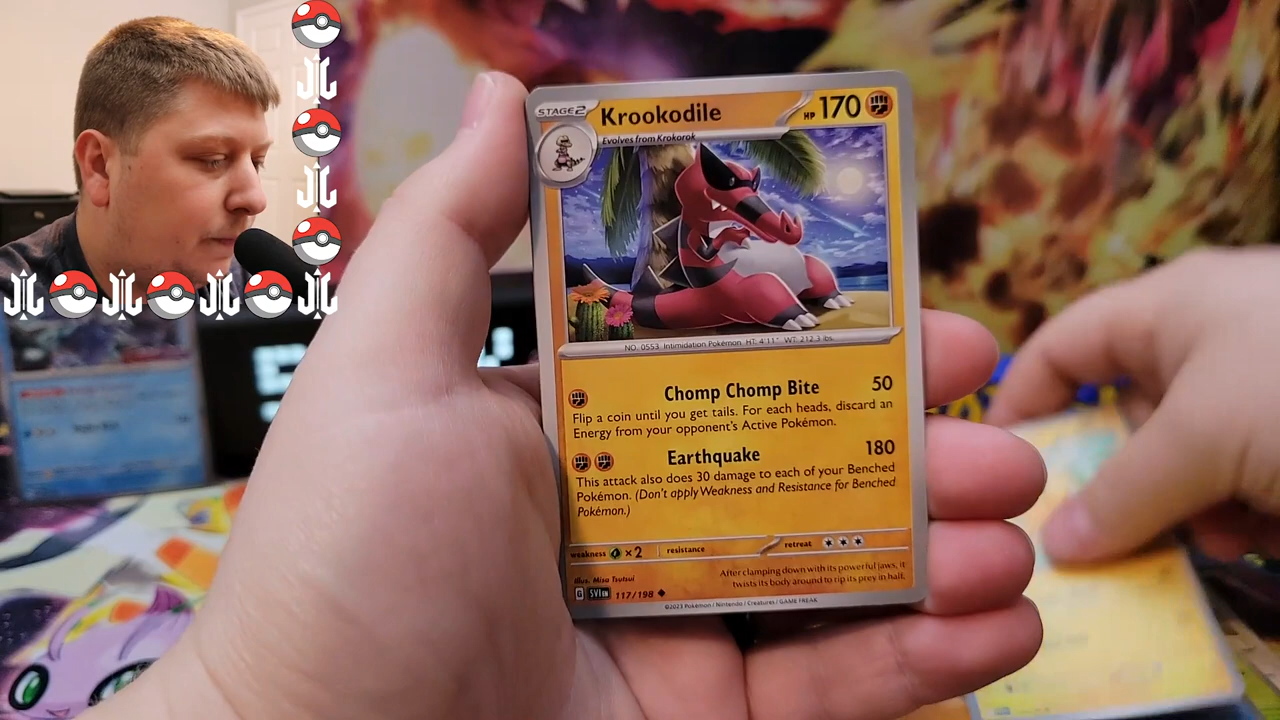 STAGE2 Krookodile HP 170
Evolves from Krokorok
NO. 0553 Intimidation Pokémon HT: 4'11" WT: 212.3 lbs.
Chomp Chomp Bite 50
Flip a coin until you get tails. For each heads, discard an
Energy from your opponent's Active Pokémon.
Earthquake 180
This attack also does 30 damage to each of your Benched
Pokémon. (Don't apply Weakness and Resistance for Benched
Pokémon.)
weakness ×2 resistance retreat
After clamping down with its powerful jaws, it
twists its body around to rip its prey in half.
Illus. Misa Tsutsui
G SVI EN 117/198
©2023 Pokémon / Nintendo / Creatures / GAME FREAK